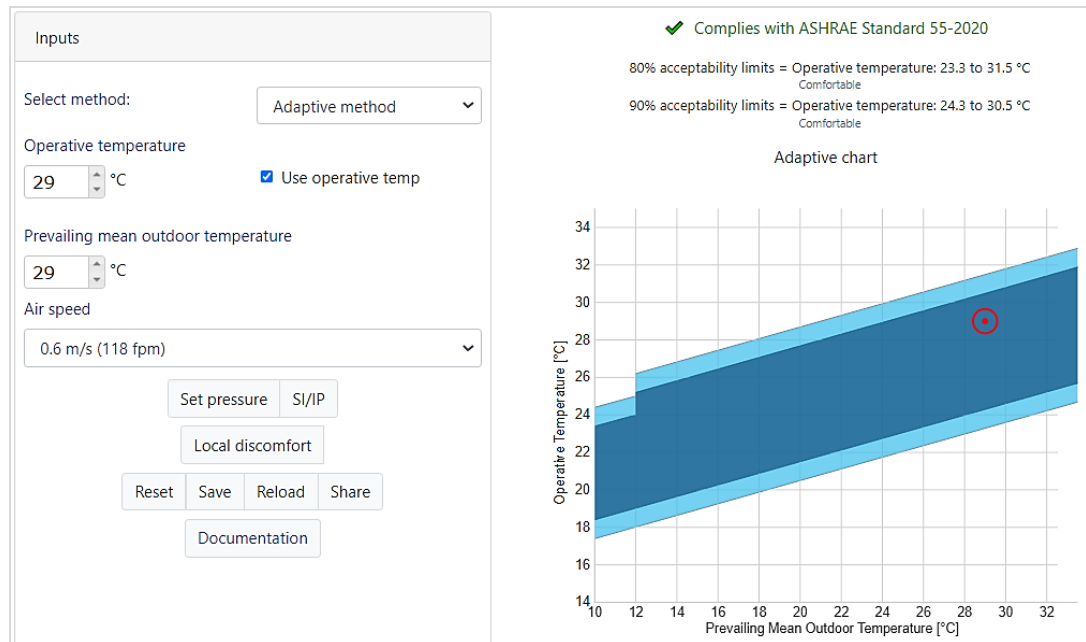 Inputs
Select method:
Adaptive method
Operative temperature
29 °C
Use operative temp
Prevailing mean outdoor temperature
29 °C
Air speed
0.6 m/s (118 fpm)
Set pressure SI/IP
Local discomfort
Reset Save Reload Share
Documentation
Complies with ASHRAE Standard 55-2020
80% acceptability limits = Operative temperature: 23.3 to 31.5 °C
Comfortable
90% acceptability limits = Operative temperature: 24.3 to 30.5 °C
Comfortable
Adaptive chart
Operative Temperature [°C]
34
32
30
28
26
24
22
20
18
16
14
10 12 14 16 18 20 22 24 26 28 30 32
Prevailing Mean Outdoor Temperature [°C]